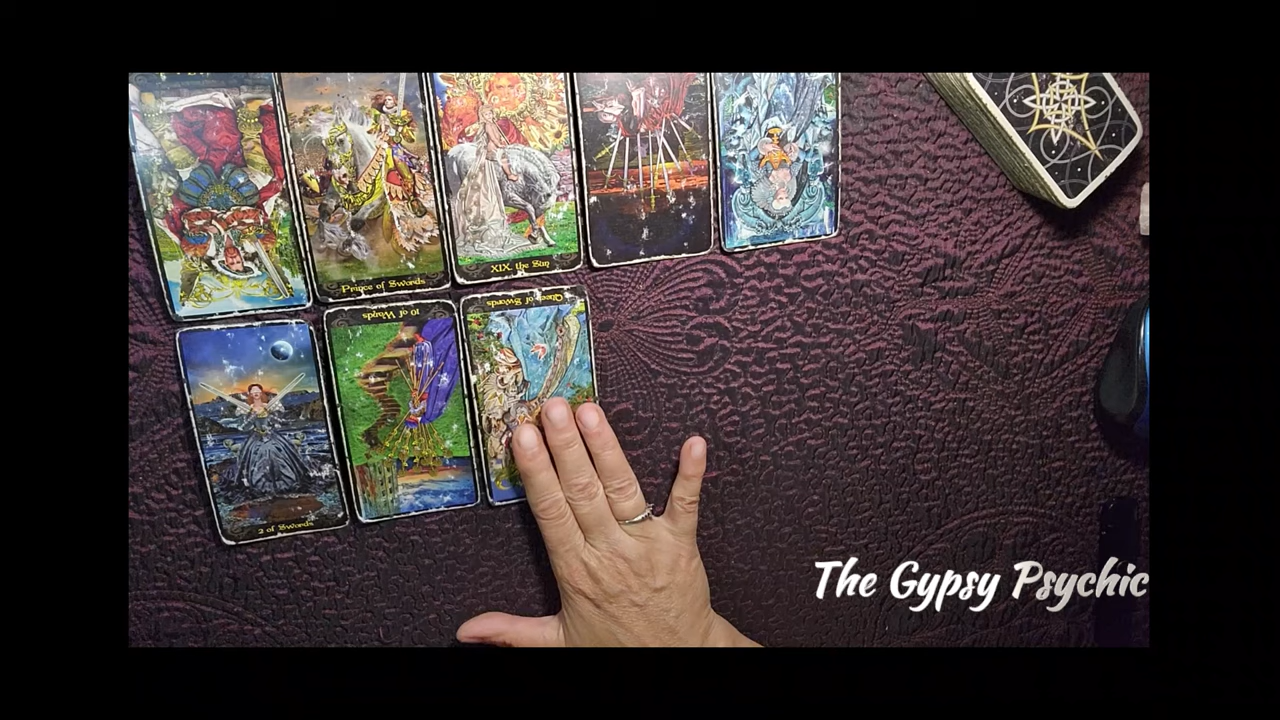 Prince of Swords
XIX. the Sun
10 of Wands
Queen of Swords
2 of Swords
The Gypsy Psychic